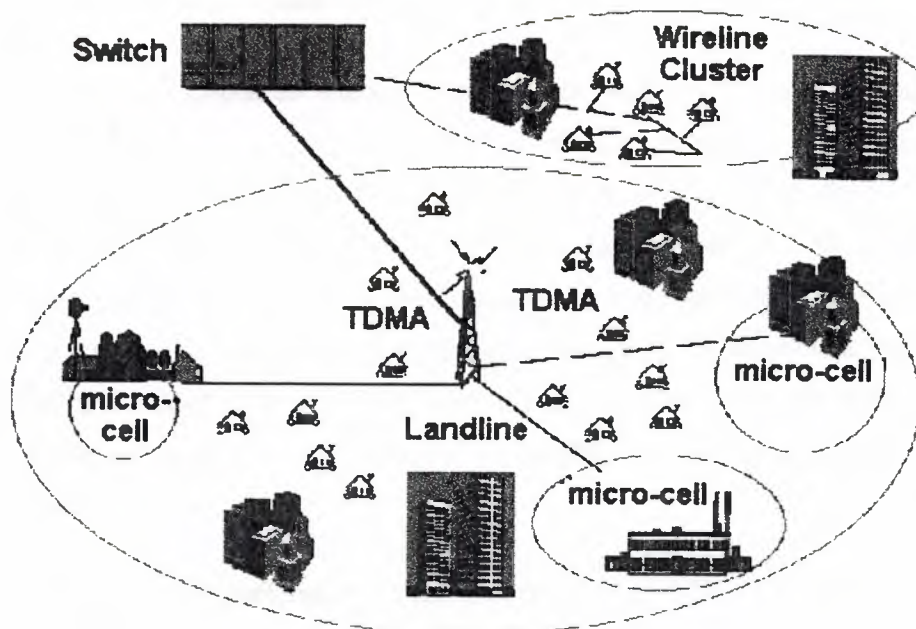 Switch
Wireline
Cluster
TDMA
TDMA
micro-
cell
micro-cell
Landline
micro-cell